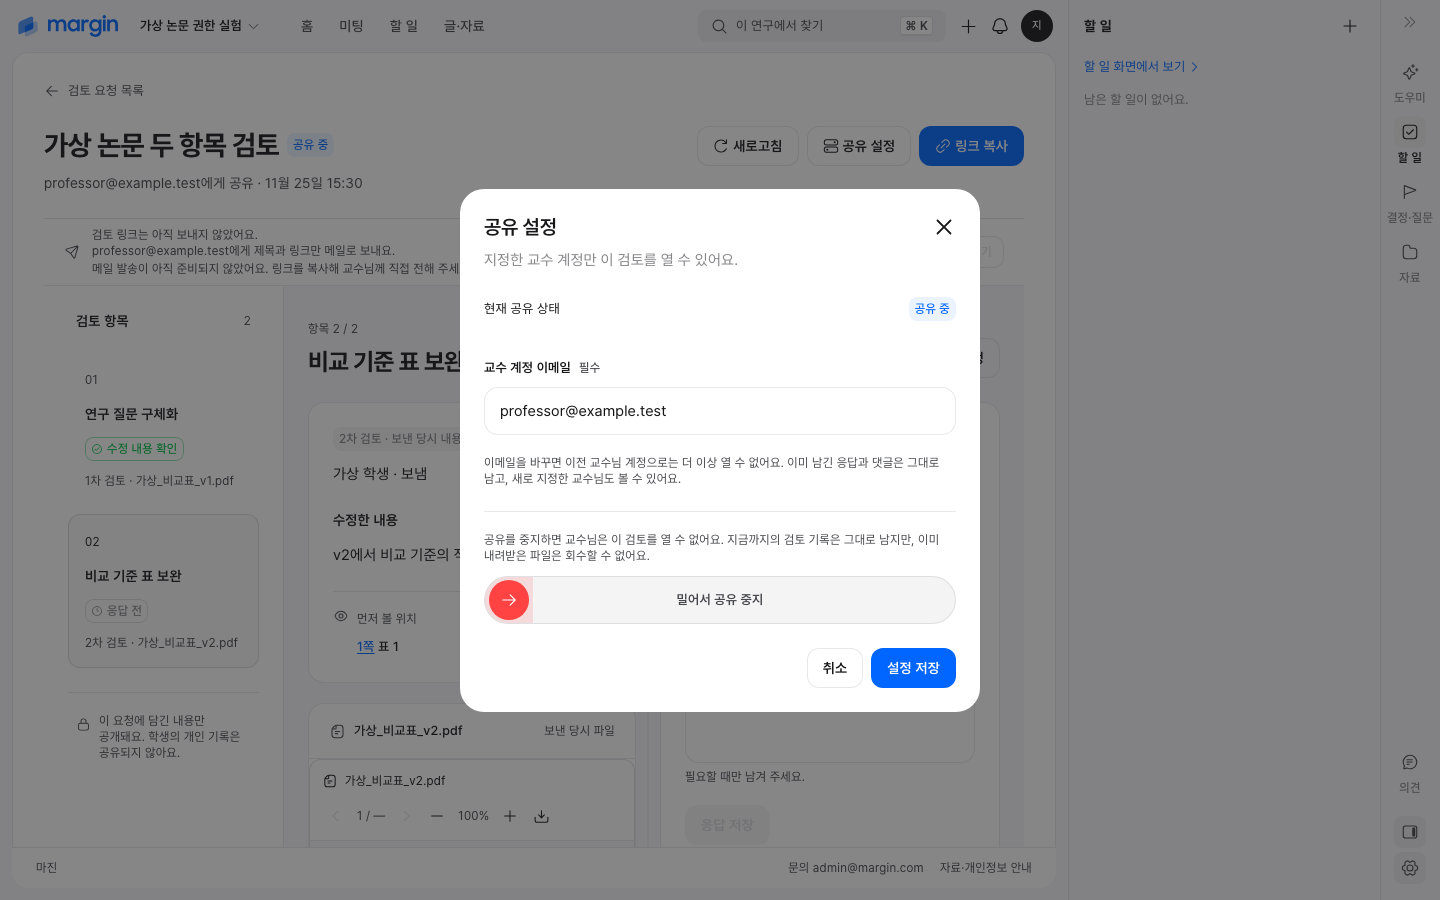 margin
가상 논문 권한 실험
홈
미팅
할 일
글·자료
이 연구에서 찾기
⌘ K
지
할 일
할 일 화면에서 보기
남은 할 일이 없어요.
도우미
할 일
결정·질문
자료
의견
검토 요청 목록
가상 논문 두 항목 검토
공유 중
새로고침
공유 설정
링크 복사
professor@example.test에게 공유 · 11월 25일 15:30
검토 링크는 아직 보내지 않았어요.
professor@example.test에게 제목과 링크만 메일로 보내요.
메일 발송이 아직 준비되지 않았어요. 링크를 복사해 교수님께 직접 전해 주세
기
검토 항목
2
01
연구 질문 구체화
수정 내용 확인
1차 검토 · 가상_비교표_v1.pdf
02
비교 기준 표 보완
응답 전
2차 검토 · 가상_비교표_v2.pdf
이 요청에 담긴 내용만
공개돼요. 학생의 개인 기록은
공유되지 않아요.
항목 2 / 2
비교 기준 표 보완
2차 검토 · 보낸 당시 내용
가상 학생 · 보냄
수정한 내용
v2에서 비교 기준의
먼저 볼 위치
1쪽 표 1
가상_비교표_v2.pdf
보낸 당시 파일
가상_비교표_v2.pdf
1 / —
100%
필요할 때만 남겨 주세요.
응답 저장
공유 설정
지정한 교수 계정만 이 검토를 열 수 있어요.
현재 공유 상태
공유 중
교수 계정 이메일 필수
professor@example.test
이메일을 바꾸면 이전 교수님 계정으로는 더 이상 열 수 없어요. 이미 남긴 응답과 댓글은 그대로
남고, 새로 지정한 교수님도 볼 수 있어요.
공유를 중지하면 교수님은 이 검토를 열 수 없어요. 지금까지의 검토 기록은 그대로 남지만, 이미
내려받은 파일은 회수할 수 없어요.
밀어서 공유 중지
취소
설정 저장
마진
문의 admin@margin.com
자료·개인정보 안내